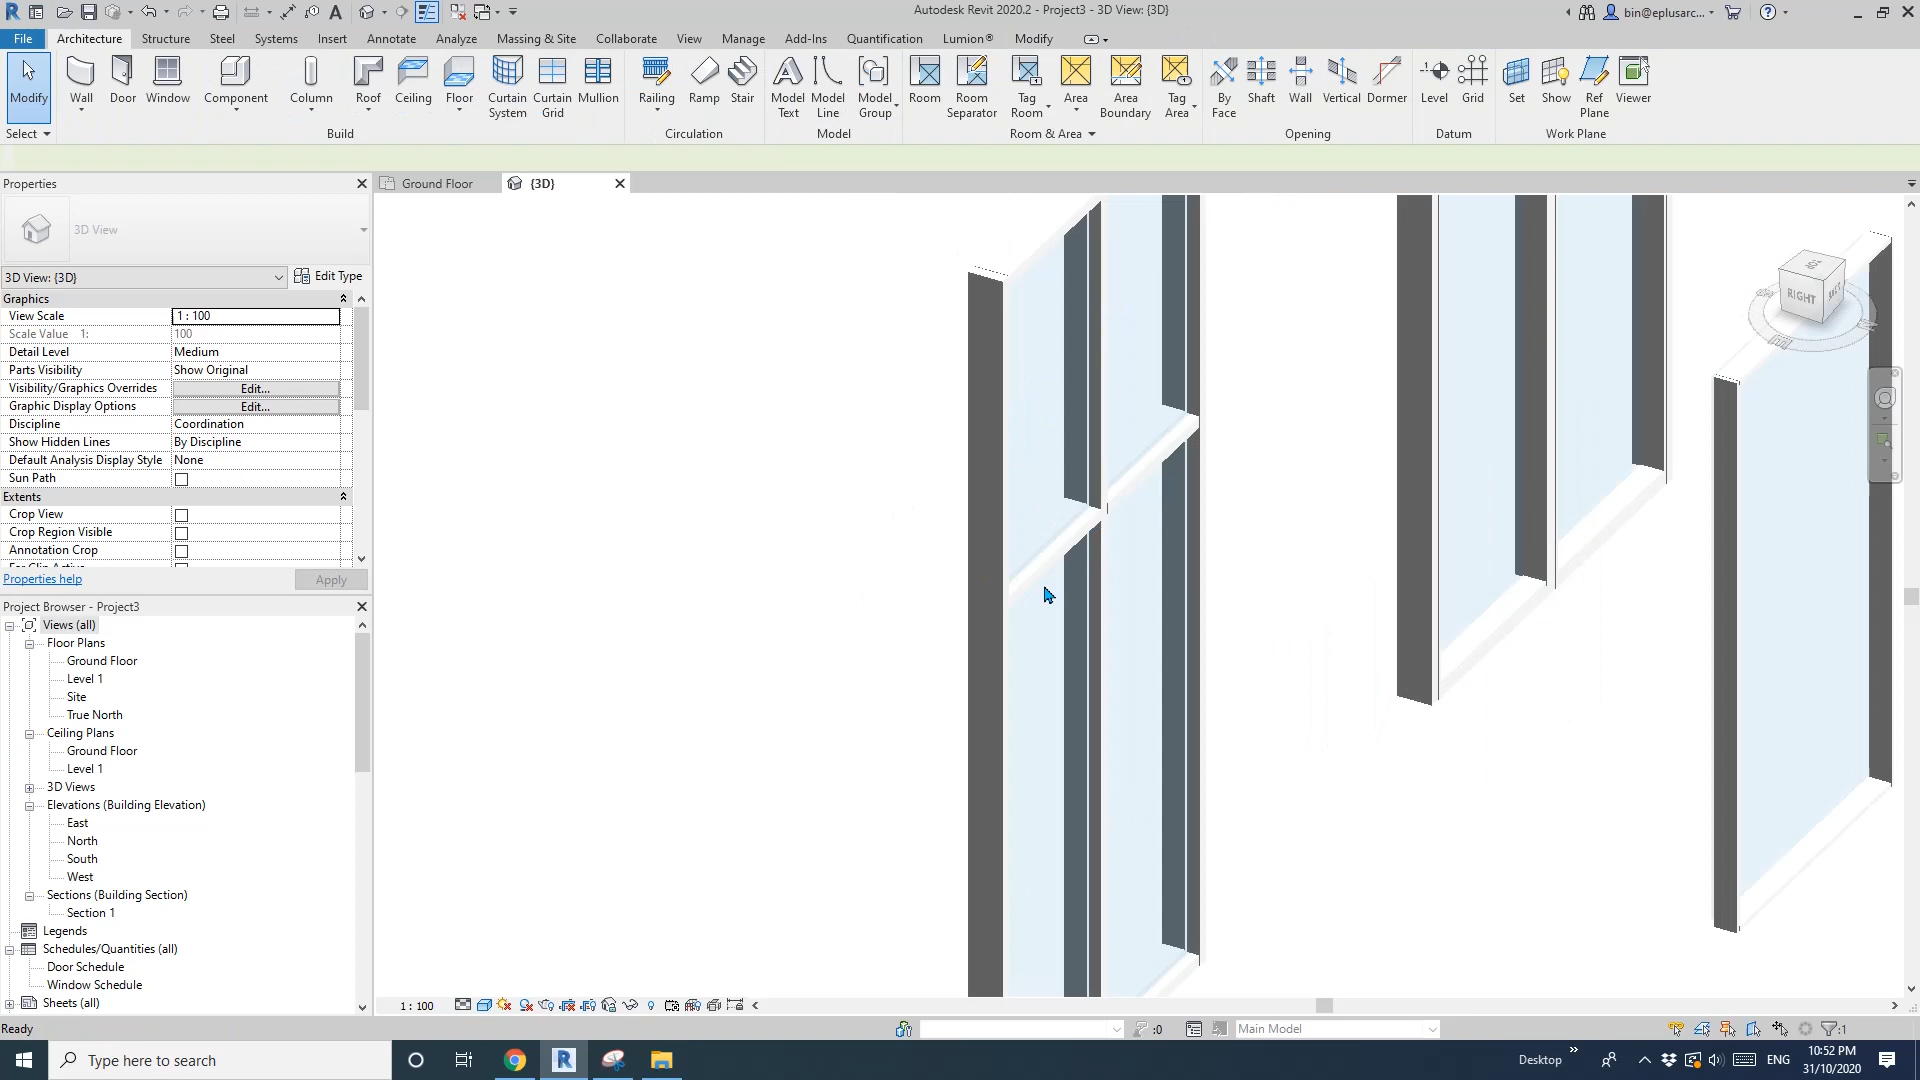 Autodesk Revit 2020.2 - Project3 - 3D View: {3D}
bin@eplusarc...
File Architecture Structure Steel Systems Insert Annotate Analyze Massing & Site Collaborate View Manage Add-Ins Quantification Lumion® Modify
Modify Wall Door Window Component Column Roof Ceiling Floor Curtain System Curtain Grid Mullion Railing Ramp Stair Model Text Model Line Model Group Room Room Separator Tag Room Area Area Boundary Tag Area By Face Shaft Wall Vertical Dormer Level Grid Set Show Ref Plane Viewer
Select Build Circulation Model Room & Area Opening Datum Work Plane
Properties
Ground Floor
{3D}
3D View
3D View: {3D}
Edit Type
Graphics
View Scale 1 : 100
Scale Value 1: 100
Detail Level Medium
Parts Visibility Show Original
Visibility/Graphics Overrides Edit...
Graphic Display Options Edit...
Discipline Coordination
Show Hidden Lines By Discipline
Default Analysis Display Style None
Sun Path
Extents
Crop View
Crop Region Visible
Annotation Crop
Properties help
Apply
Project Browser - Project3
Views (all)
Floor Plans
Ground Floor
Level 1
Site
True North
Ceiling Plans
Ground Floor
Level 1
3D Views
Elevations (Building Elevation)
East
North
South
West
Sections (Building Section)
Section 1
Legends
Schedules/Quantities (all)
Door Schedule
Window Schedule
Sheets (all)
TOP
RIGHT
1 : 100
Ready
:0
Main Model
:1
Type here to search
Desktop
ENG
10:52 PM
31/10/2020